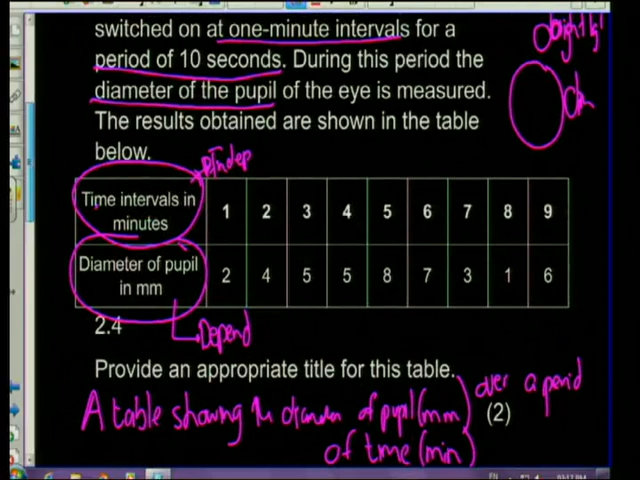 switched on at one-minute intervals for a
period of 10 seconds. During this period the
diameter of the pupil of the eye is measured.
The results obtained are shown in the table
below.
Indep
Time intervals in minutes 1 2 3 4 5 6 7 8 9
Diameter of pupil in mm 2 4 5 5 8 7 3 1 6
2.4
Depend
Provide an appropriate title for this table.
(2)
A table showing the diameter of pupil (mm) over a period
of time (min)